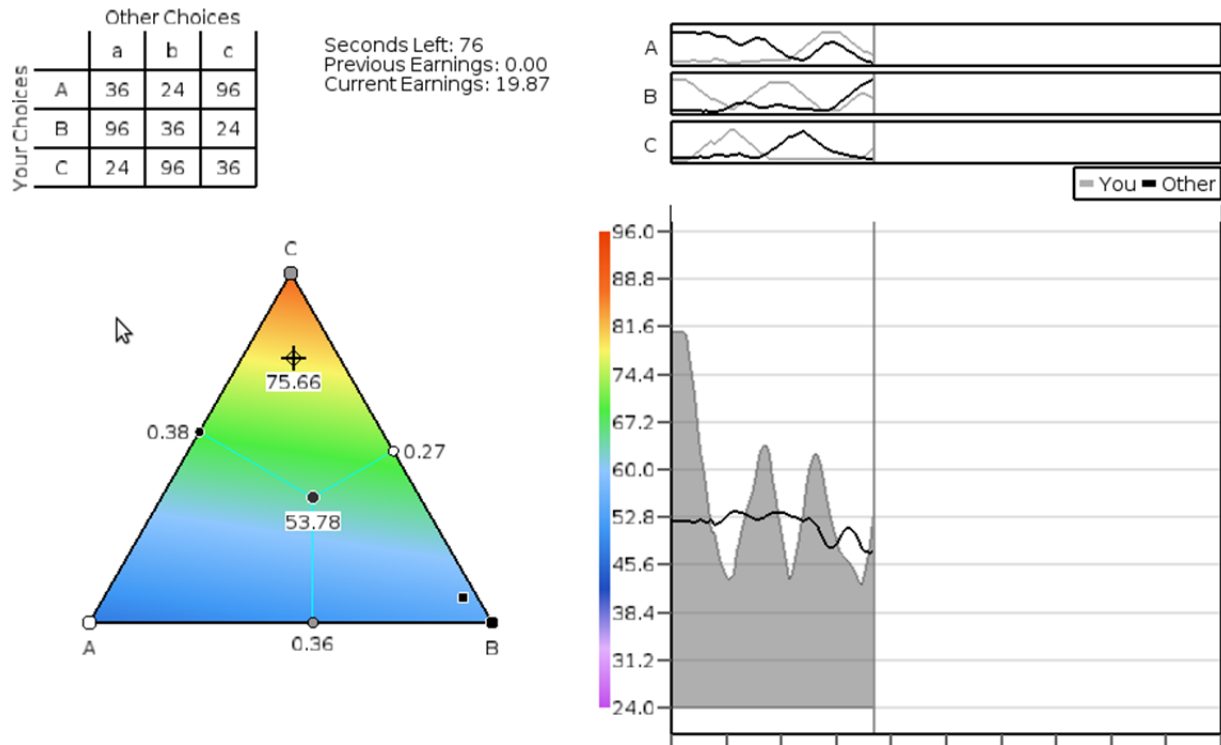 Other Choices
Your Choices
a b c
A 36 24 96
B 96 36 24
C 24 96 36
Seconds Left: 76
Previous Earnings: 0.00
Current Earnings: 19.87
A
B
C
You Other
C
75.66
0.38
0.27
53.78
A
0.36
B
96.0
88.8
81.6
74.4
67.2
60.0
52.8
45.6
38.4
31.2
24.0